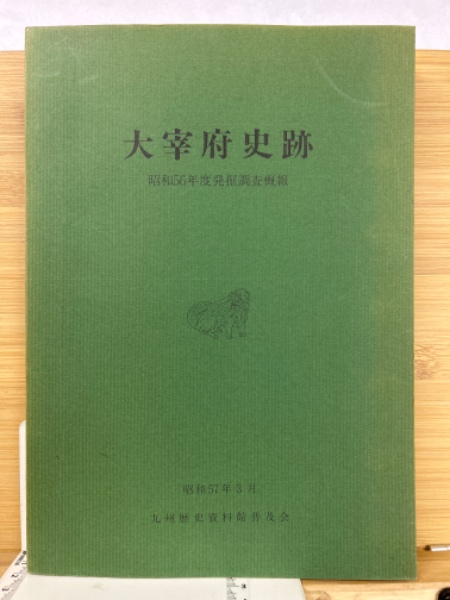 大宰府史跡
昭和56年度発掘調査概報
昭和57年3月
九州歴史資料館普及会